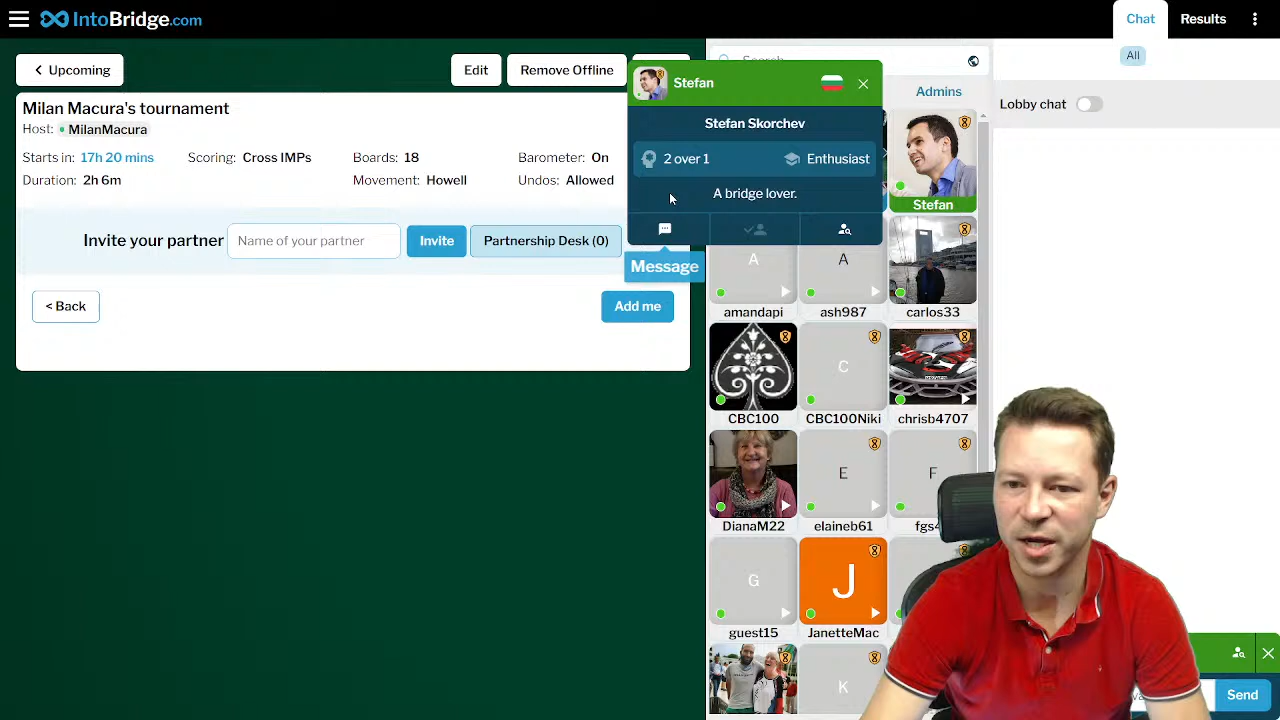 IntoBridge.com
Chat
Results
All
Upcoming
Edit
Remove Offline
Milan Macura's tournament
Host: MilanMacura
Starts in: 17h 20 mins
Scoring: Cross IMPs
Boards: 18
Barometer: On
Duration: 2h 6m
Movement: Howell
Undos: Allowed
Invite your partner
Name of your partner
Invite
Partnership Desk (0)
< Back
Add me
Stefan
Stefan Skorchev
2 over 1
Enthusiast
A bridge lover.
Message
Search
Admins
Lobby chat
Stefan
A
A
amandapi
ash987
carlos33
C
CBC100
CBC100Niki
chrisb4707
E
F
DianaM22
elaineb61
G
J
guest15
JanetteMac
K
Send